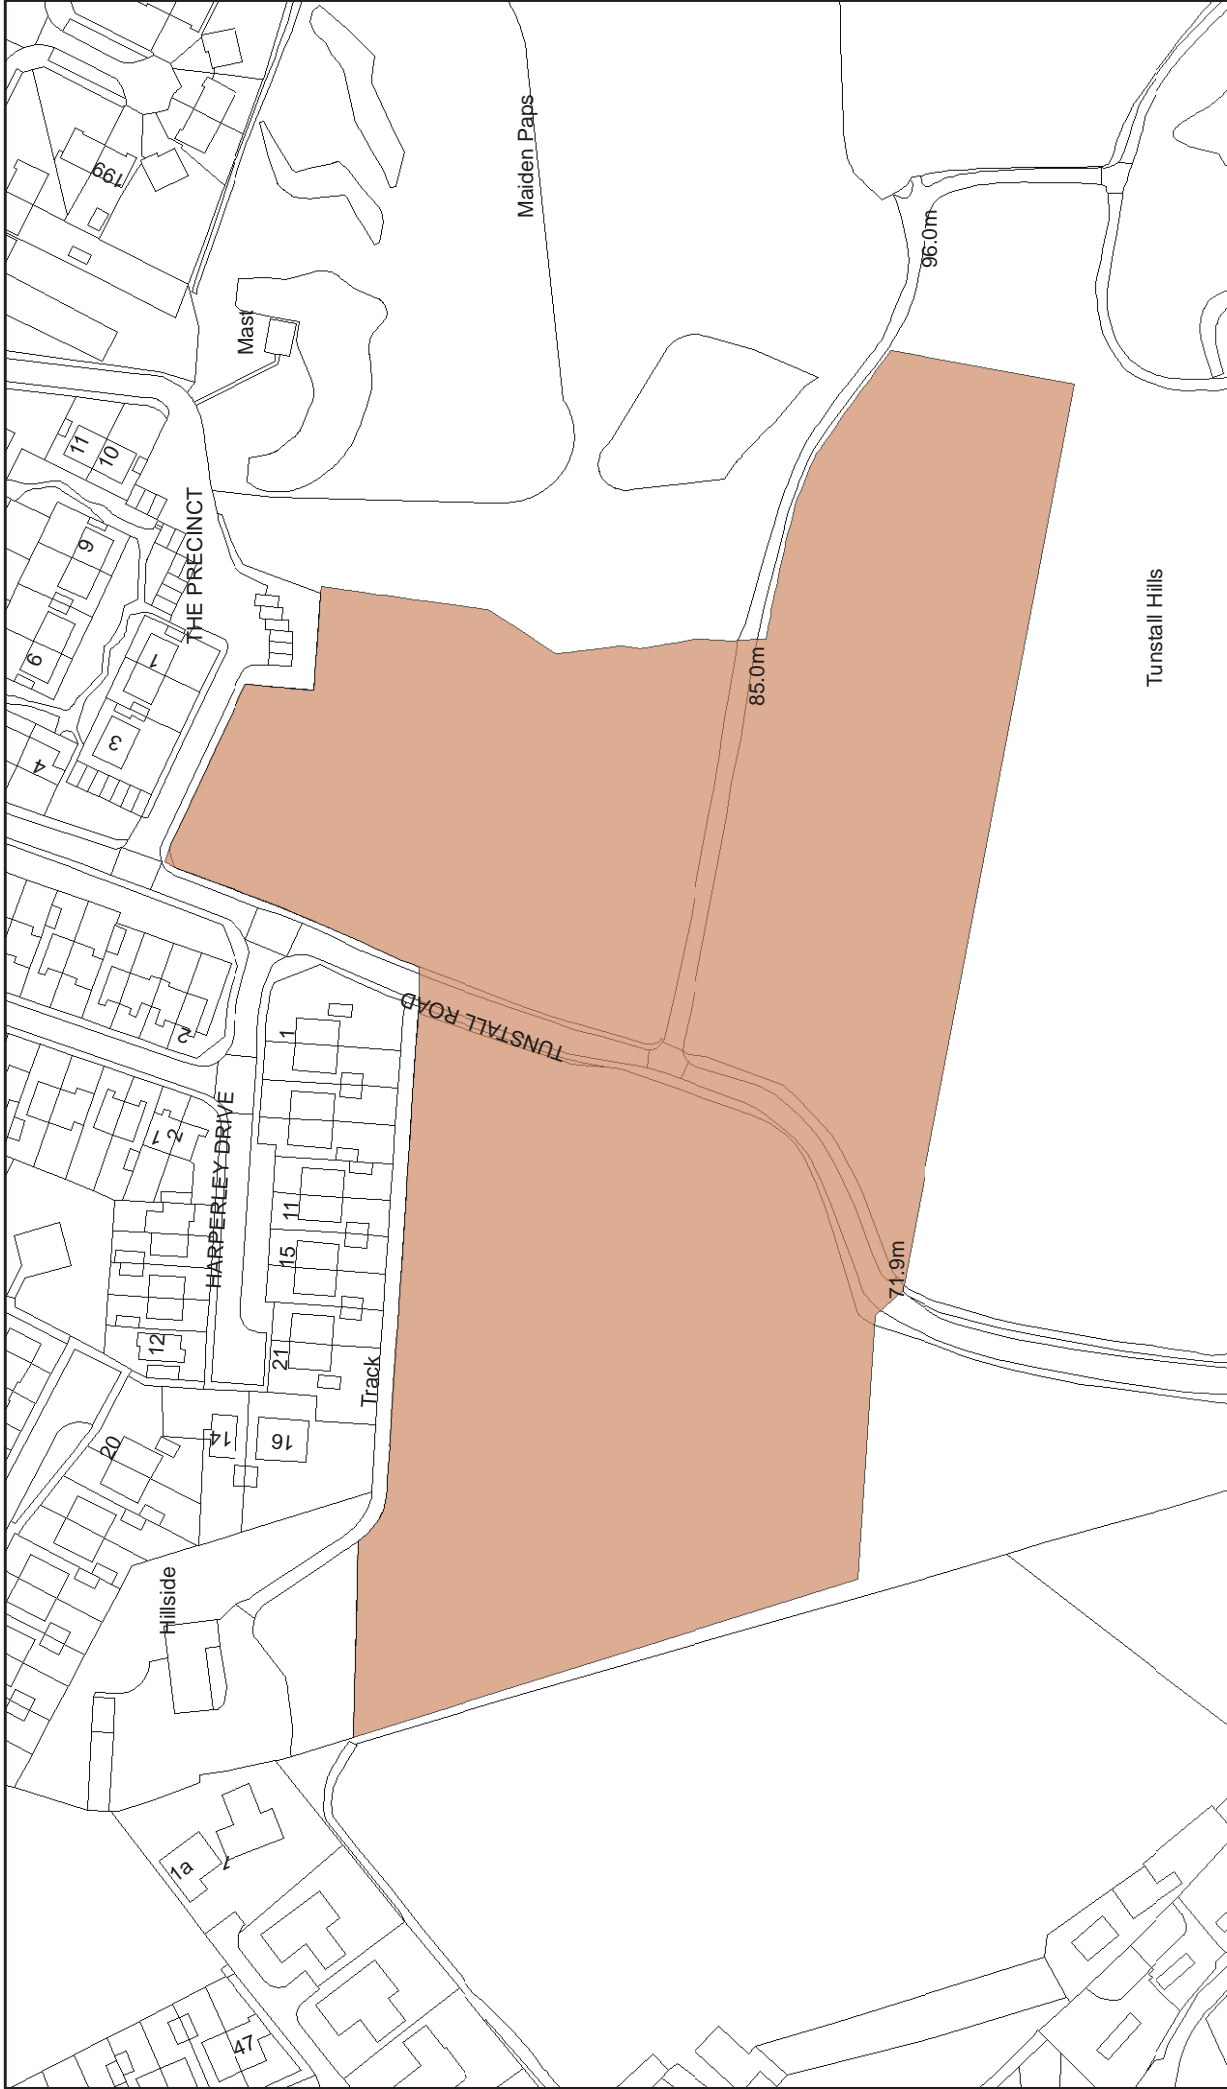 199
Maiden Paps
96.0m
Mast
11
10
THE PRECINCT
9
6
1
3
4
85.0m
Tunstall Hills
TUNSTALL ROAD
2
1
HARPERLEY DRIVE
1
2
11
15
21
12
71.9m
Track
14
16
20
Hillside
1a
1
47